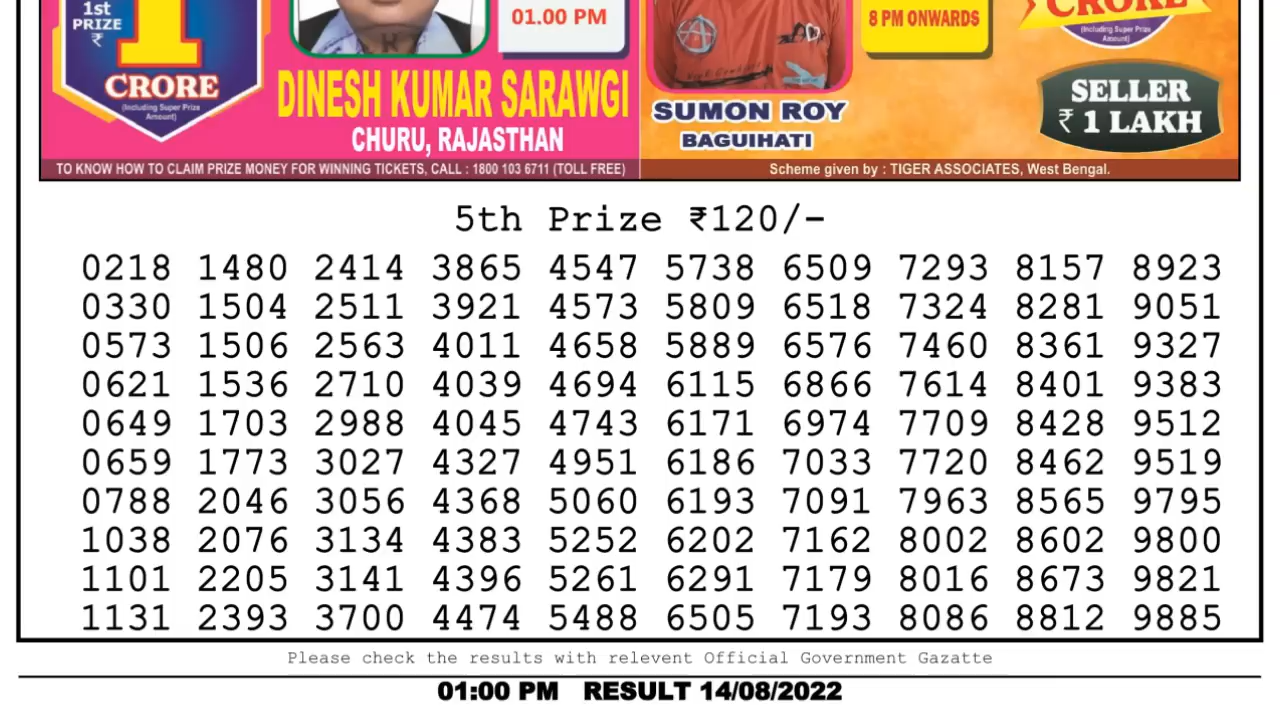 1st
PRIZE
₹
1
CRORE
(Including Super Prize
Amount)
01.00 PM
DINESH KUMAR SARAWGI
CHURU, RAJASTHAN
8 PM ONWARDS
CRORE
(Including Super Prize
Amount)
SUMON ROY
BAGUIHATI
SELLER
₹ 1 LAKH
TO KNOW HOW TO CLAIM PRIZE MONEY FOR WINNING TICKETS, CALL : 1800 103 6711 (TOLL FREE)
Scheme given by : TIGER ASSOCIATES, West Bengal.
5th Prize ₹120/-
0218 1480 2414 3865 4547 5738 6509 7293 8157 8923
0330 1504 2511 3921 4573 5809 6518 7324 8281 9051
0573 1506 2563 4011 4658 5889 6576 7460 8361 9327
0621 1536 2710 4039 4694 6115 6866 7614 8401 9383
0649 1703 2988 4045 4743 6171 6974 7709 8428 9512
0659 1773 3027 4327 4951 6186 7033 7720 8462 9519
0788 2046 3056 4368 5060 6193 7091 7963 8565 9795
1038 2076 3134 4383 5252 6202 7162 8002 8602 9800
1101 2205 3141 4396 5261 6291 7179 8016 8673 9821
1131 2393 3700 4474 5488 6505 7193 8086 8812 9885
Please check the results with relevent Official Government Gazatte
01:00 PM RESULT 14/08/2022